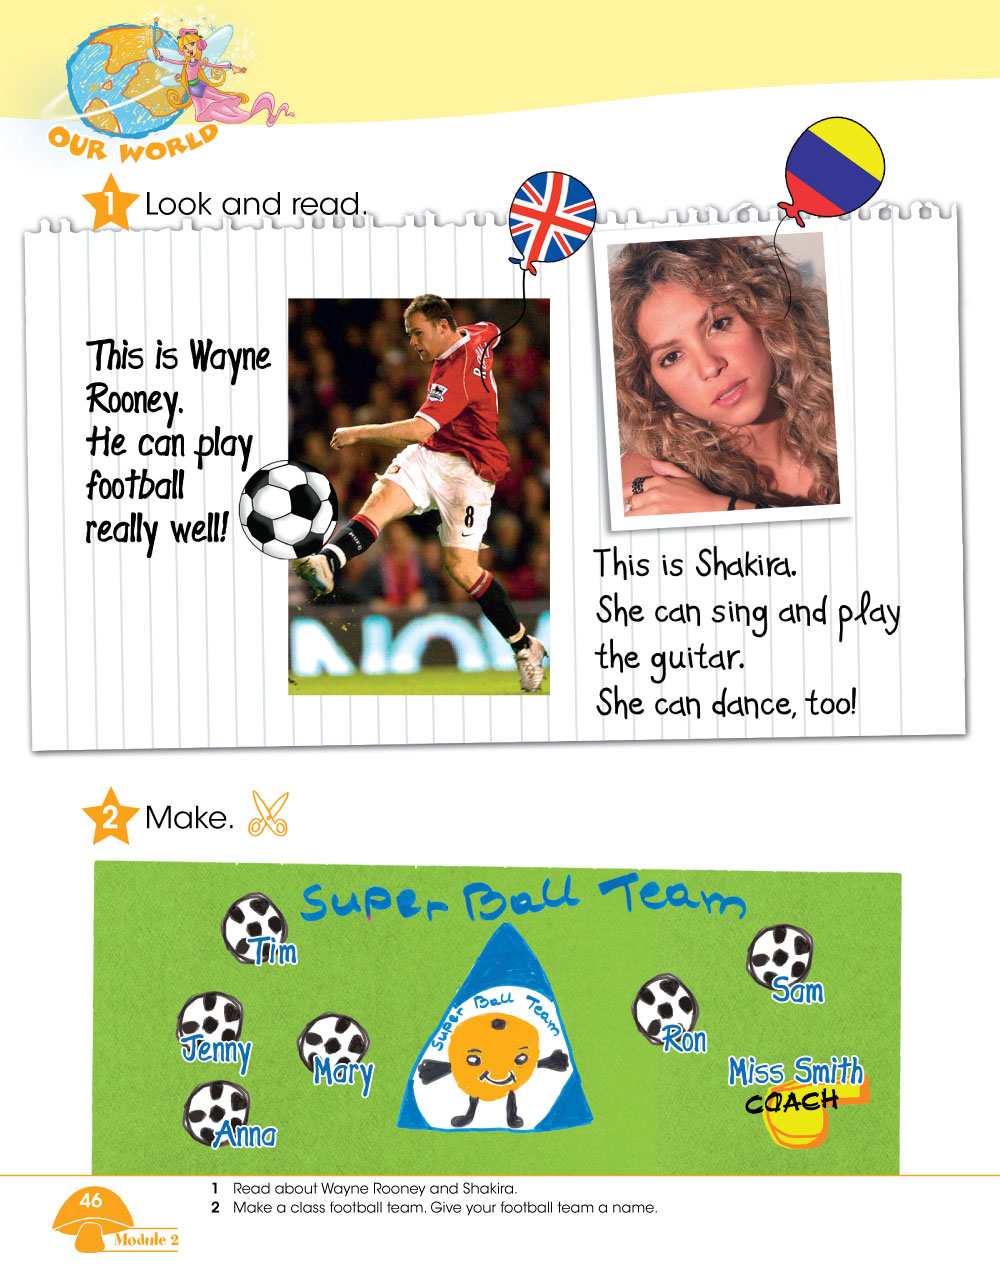 OUR WORLD
1 Look and read.
This is Wayne
Rooney.
He can play
football
really well!
8
This is Shakira.
She can sing and play
the guitar.
She can dance, too!
2 Make.
Super Ball Team
Tim
Sam
Super Ball Team
Jenny
Mary
Ron
Anna
Miss Smith
COACH
1 Read about Wayne Rooney and Shakira.
2 Make a class football team. Give your football team a name.
46
Module 2